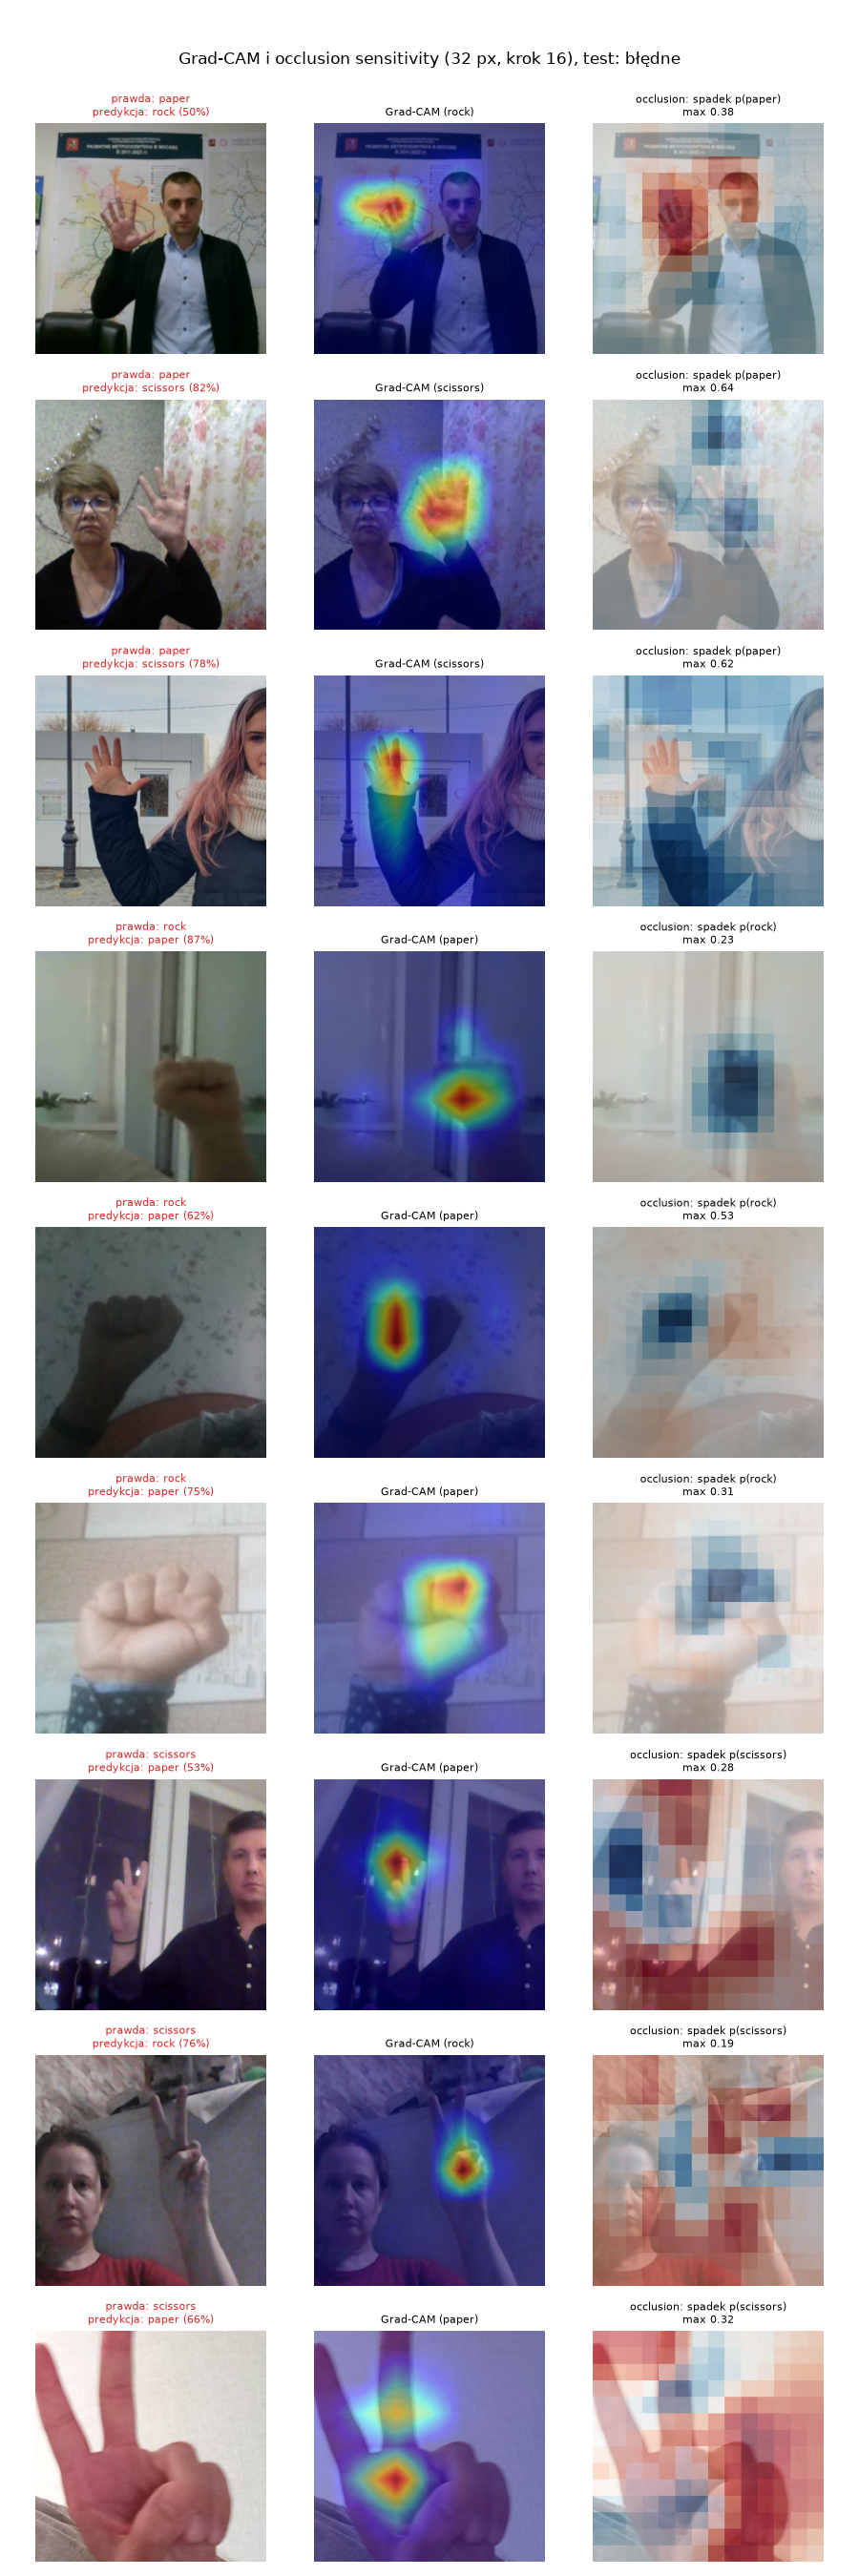 Grad-CAM i occlusion sensitivity (32 px, krok 16), test: błędne
prawda: paper
predykcja: rock (50%)
Grad-CAM (rock)
occlusion: spadek p(paper)
max 0.38
РАЗВИТИЕ МЕТРОПОЛИТЕНА В МОСКВЕ
В 2011-2023 гг.
prawda: paper
predykcja: scissors (82%)
Grad-CAM (scissors)
occlusion: spadek p(paper)
max 0.64
prawda: paper
predykcja: scissors (78%)
Grad-CAM (scissors)
occlusion: spadek p(paper)
max 0.62
prawda: rock
predykcja: paper (87%)
Grad-CAM (paper)
occlusion: spadek p(rock)
max 0.23
prawda: rock
predykcja: paper (62%)
Grad-CAM (paper)
occlusion: spadek p(rock)
max 0.53
prawda: rock
predykcja: paper (75%)
Grad-CAM (paper)
occlusion: spadek p(rock)
max 0.31
prawda: scissors
predykcja: paper (53%)
Grad-CAM (paper)
occlusion: spadek p(scissors)
max 0.28
prawda: scissors
predykcja: rock (76%)
Grad-CAM (rock)
occlusion: spadek p(scissors)
max 0.19
prawda: scissors
predykcja: paper (66%)
Grad-CAM (paper)
occlusion: spadek p(scissors)
max 0.32